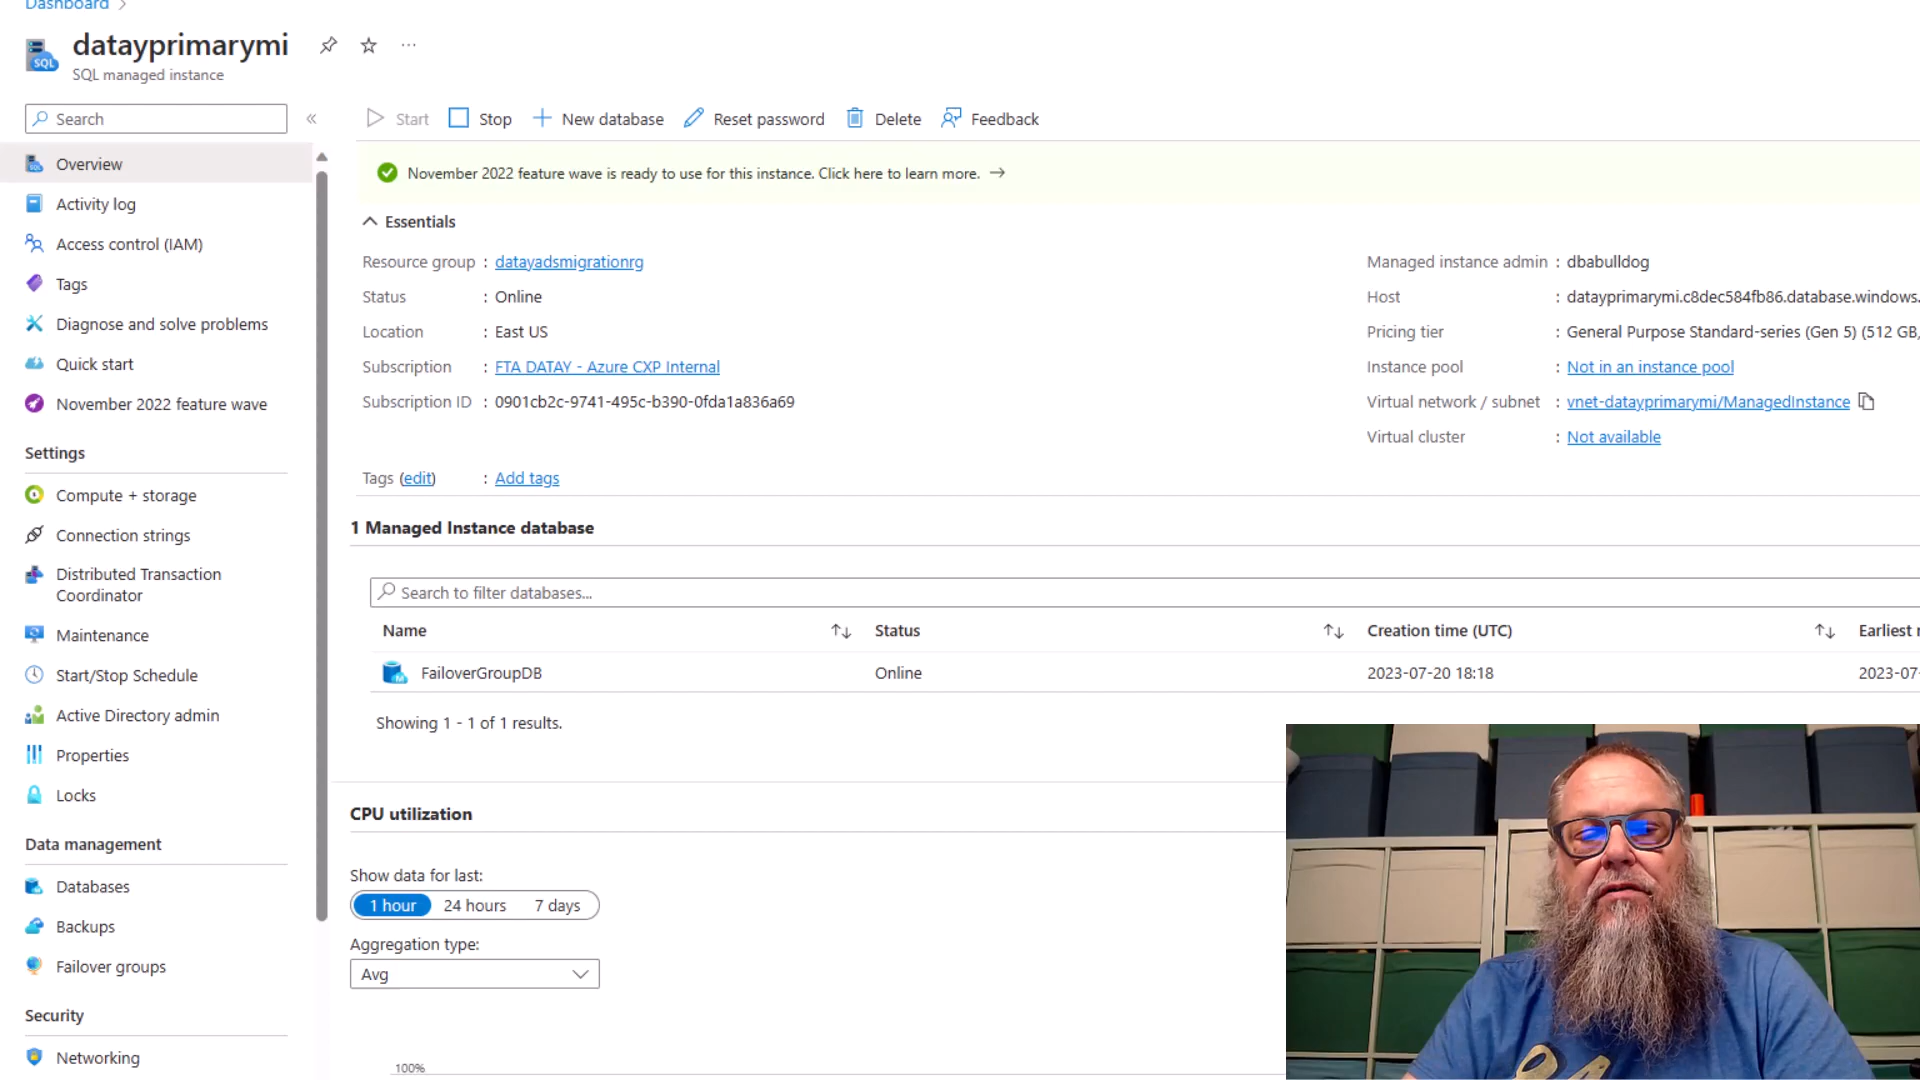 Dashboard
datayprimarymi
SQL managed instance
Search
Start
Stop
New database
Reset password
Delete
Feedback
Overview
Activity log
Access control (IAM)
Tags
Diagnose and solve problems
Quick start
November 2022 feature wave
Settings
Compute + storage
Connection strings
Distributed Transaction
Coordinator
Maintenance
Start/Stop Schedule
Active Directory admin
Properties
Locks
Data management
Databases
Backups
Failover groups
Security
Networking
November 2022 feature wave is ready to use for this instance. Click here to learn more. →
Essentials
Resource group : datayadsmigrationrg
Status : Online
Location : East US
Subscription : FTA DATAY - Azure CXP Internal
Subscription ID : 0901cb2c-9741-495c-b390-0fda1a836a69
Managed instance admin : dbabulldog
Host : datayprimarymi.c8dec584fb86.database.windows.
Pricing tier : General Purpose Standard-series (Gen 5) (512 GB,
Instance pool : Not in an instance pool
Virtual network / subnet : vnet-datayprimarymi/ManagedInstance
Virtual cluster : Not available
Tags (edit) : Add tags
1 Managed Instance database
Search to filter databases...
Name Status Creation time (UTC) Earliest
FailoverGroupDB Online 2023-07-20 18:18 2023-07-
Showing 1 - 1 of 1 results.
CPU utilization
Show data for last:
1 hour 24 hours 7 days
Aggregation type:
Avg
100%